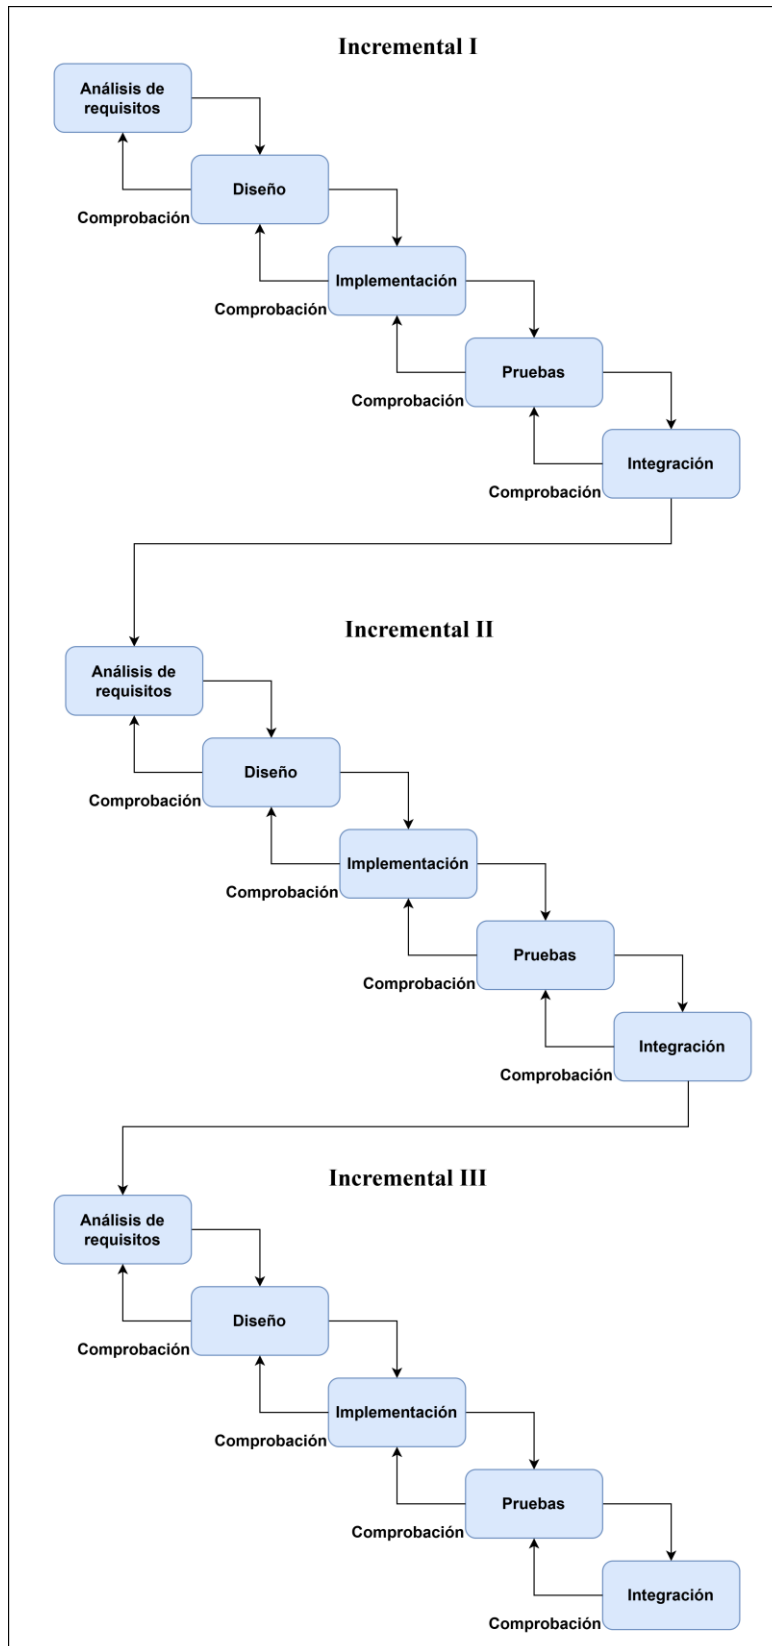 Incremental I
Análisis de
requisitos
Diseño
Comprobación
Implementación
Comprobación
Pruebas
Comprobación
Integración
Comprobación
Incremental II
Análisis de
requisitos
Diseño
Comprobación
Implementación
Comprobación
Pruebas
Comprobación
Integración
Comprobación
Incremental III
Análisis de
requisitos
Diseño
Comprobación
Implementación
Comprobación
Pruebas
Comprobación
Integración
Comprobación